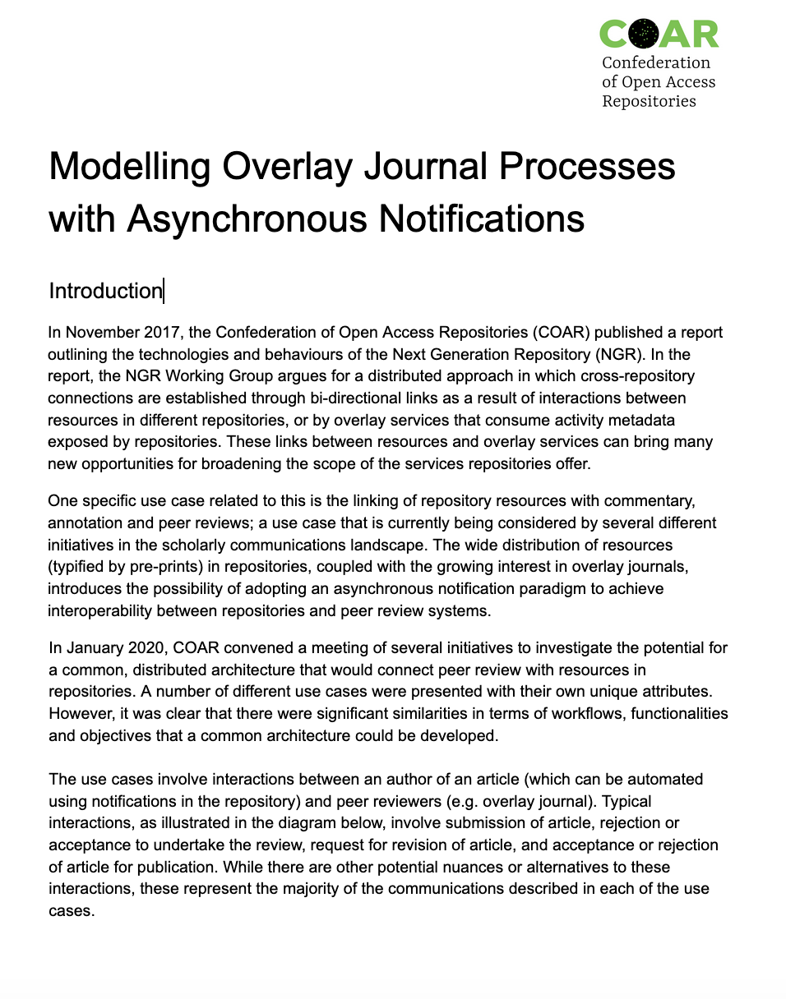 COAR
Confederation
of Open Access
Repositories
Modelling Overlay Journal Processes
with Asynchronous Notifications
Introduction
In November 2017, the Confederation of Open Access Repositories (COAR) published a report
outlining the technologies and behaviours of the Next Generation Repository (NGR). In the
report, the NGR Working Group argues for a distributed approach in which cross-repository
connections are established through bi-directional links as a result of interactions between
resources in different repositories, or by overlay services that consume activity metadata
exposed by repositories. These links between resources and overlay services can bring many
new opportunities for broadening the scope of the services repositories offer.
One specific use case related to this is the linking of repository resources with commentary,
annotation and peer reviews; a use case that is currently being considered by several different
initiatives in the scholarly communications landscape. The wide distribution of resources
(typified by pre-prints) in repositories, coupled with the growing interest in overlay journals,
introduces the possibility of adopting an asynchronous notification paradigm to achieve
interoperability between repositories and peer review systems.
In January 2020, COAR convened a meeting of several initiatives to investigate the potential for
a common, distributed architecture that would connect peer review with resources in
repositories. A number of different use cases were presented with their own unique attributes.
However, it was clear that there were significant similarities in terms of workflows, functionalities
and objectives that a common architecture could be developed.
The use cases involve interactions between an author of an article (which can be automated
using notifications in the repository) and peer reviewers (e.g. overlay journal). Typical
interactions, as illustrated in the diagram below, involve submission of article, rejection or
acceptance to undertake the review, request for revision of article, and acceptance or rejection
of article for publication. While there are other potential nuances or alternatives to these
interactions, these represent the majority of the communications described in each of the use
cases.